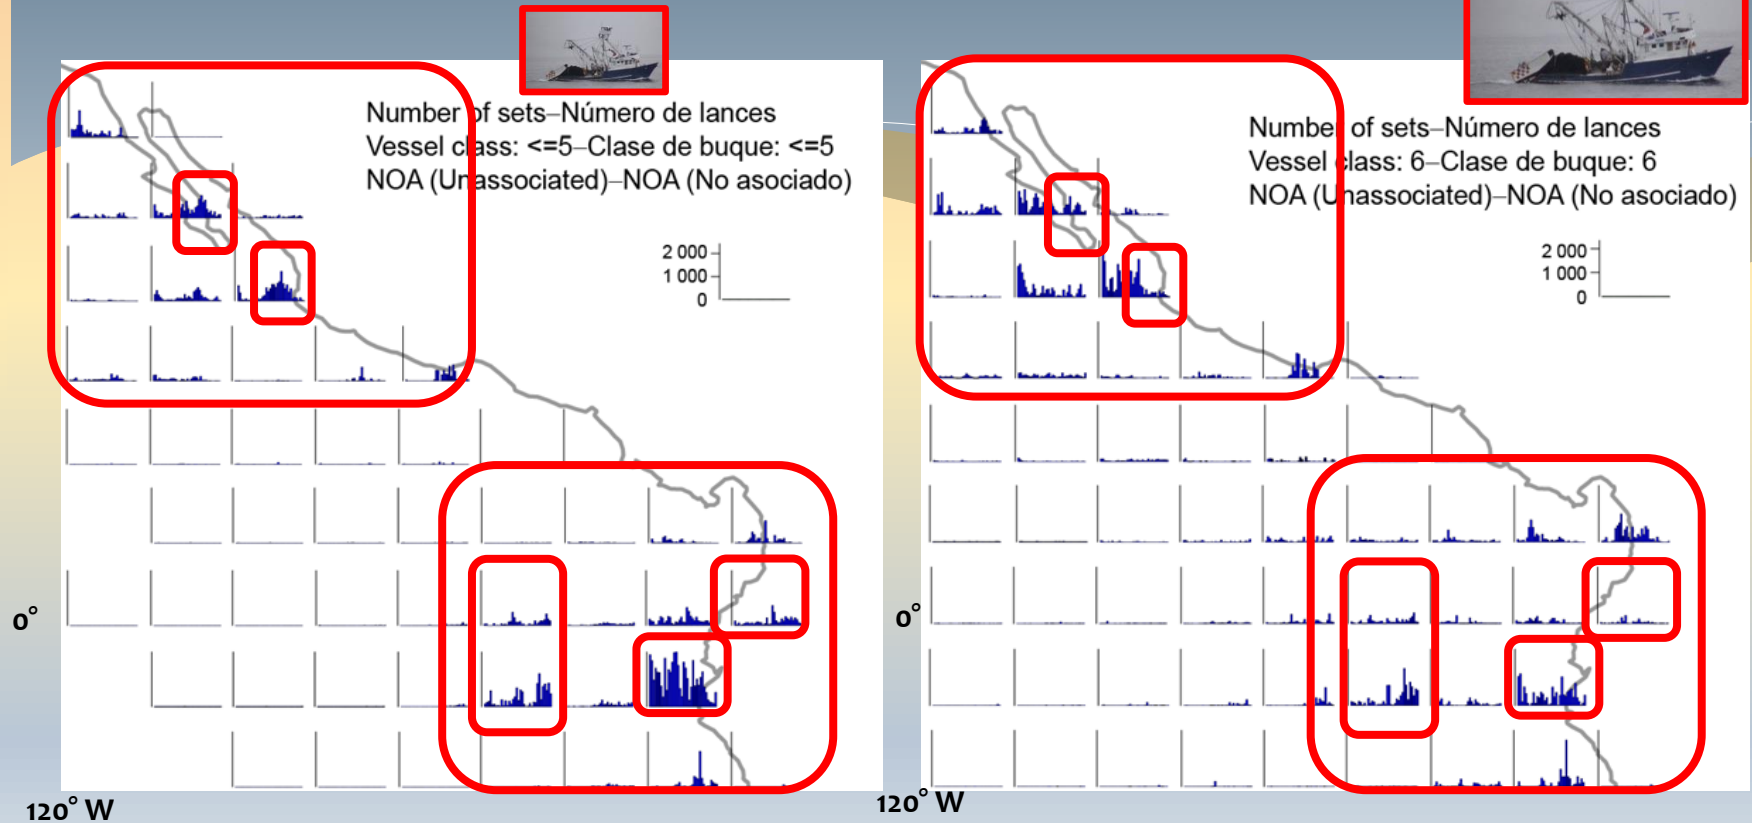 Number of sets–Número de lances
Vessel class: <=5–Clase de buque: <=5
NOA (Unassociated)–NOA (No asociado)
2 000
1 000
0
0°
120° W
Number of sets–Número de lances
Vessel class: 6–Clase de buque: 6
NOA (Unassociated)–NOA (No asociado)
2 000
1 000
0
0°
120° W